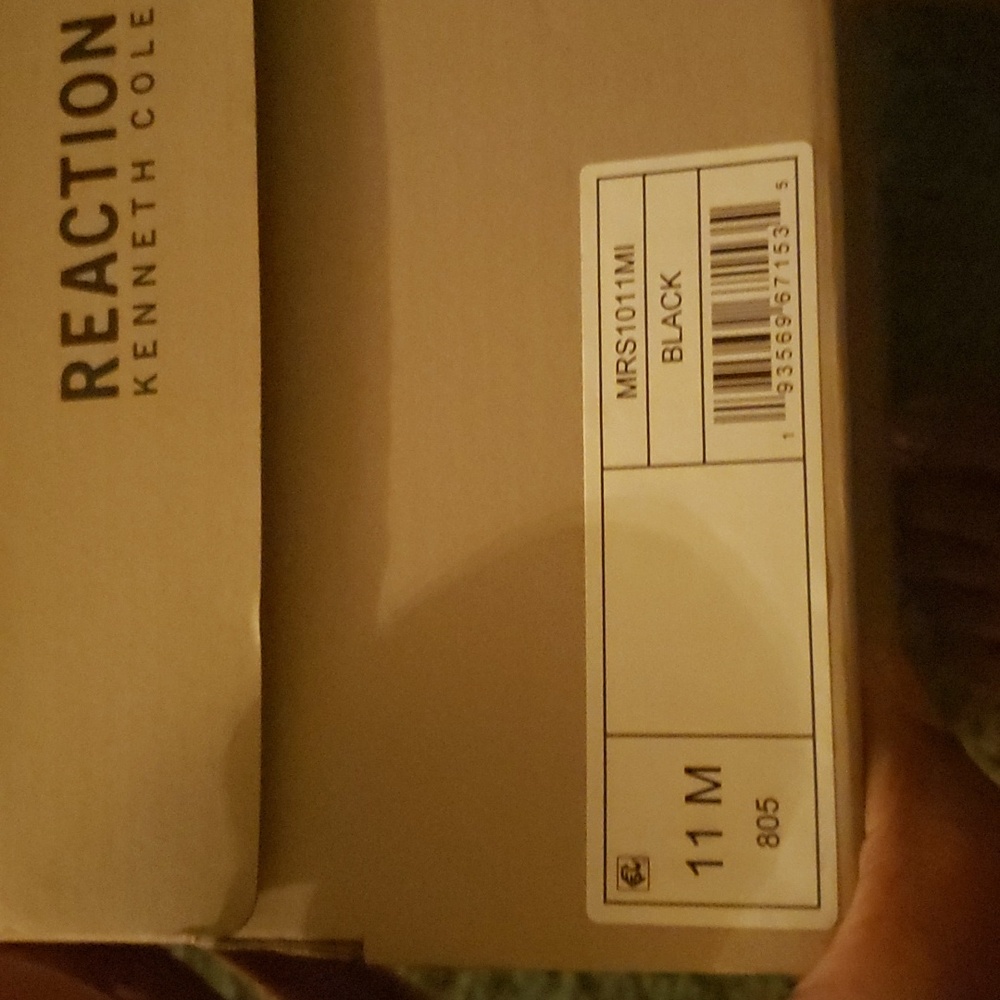 REACTION
KENNETH COLE
11 M
805
MRS1011MI
BLACK
1 93569 67153 5